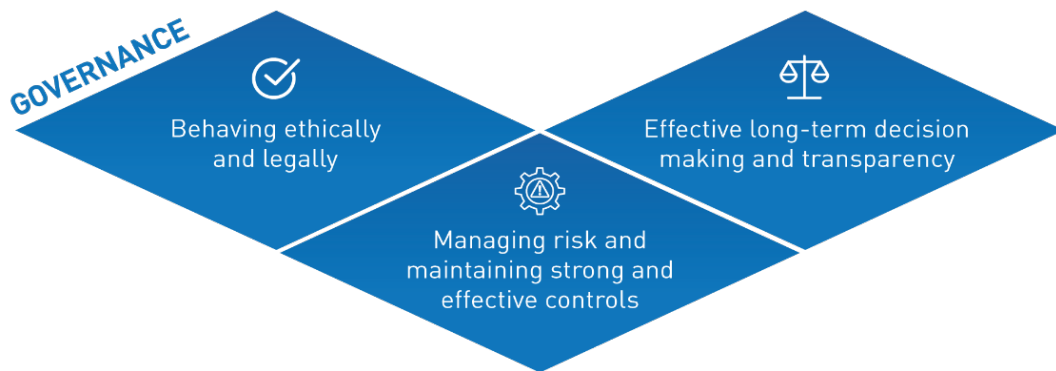 GOVERNANCE
Behaving ethically
and legally
Effective long-term decision
making and transparency
Managing risk and
maintaining strong and
effective controls